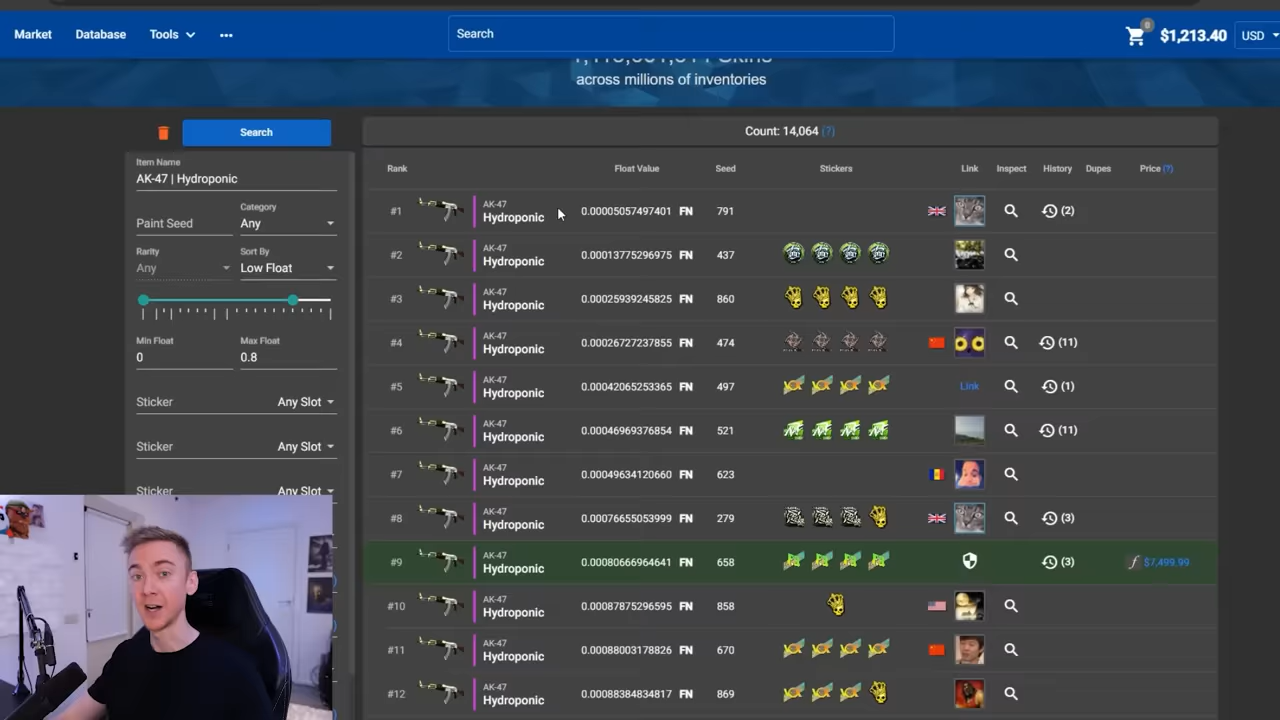 Market Database Tools ••• Search 0 $1,213.40 USD
across millions of inventories
Search
Count: 14,064 (?)
Item Name
AK-47 | Hydroponic
Paint Seed
Category
Any
Rarity
Any
Sort By
Low Float
Min Float
0
Max Float
0.8
Sticker Any Slot
Sticker Any Slot
Sticker Any Slot
Rank Float Value Seed Stickers Link Inspect History Dupes Price (?)
#1 AK-47 Hydroponic 0.00005057497401 FN 791 (2)
#2 AK-47 Hydroponic 0.00013775296975 FN 437
#3 AK-47 Hydroponic 0.00025939245825 FN 860
#4 AK-47 Hydroponic 0.00026727237855 FN 474 (11)
#5 AK-47 Hydroponic 0.00042065253365 FN 497 Link (1)
#6 AK-47 Hydroponic 0.00046969376854 FN 521 (11)
#7 AK-47 Hydroponic 0.00049634120660 FN 623
#8 AK-47 Hydroponic 0.00076655053999 FN 279 (3)
#9 AK-47 Hydroponic 0.00080666964641 FN 658 (3) $7,499.99
#10 AK-47 Hydroponic 0.00087875296595 FN 858
#11 AK-47 Hydroponic 0.00088003178826 FN 670
#12 AK-47 Hydroponic 0.00088384834817 FN 869